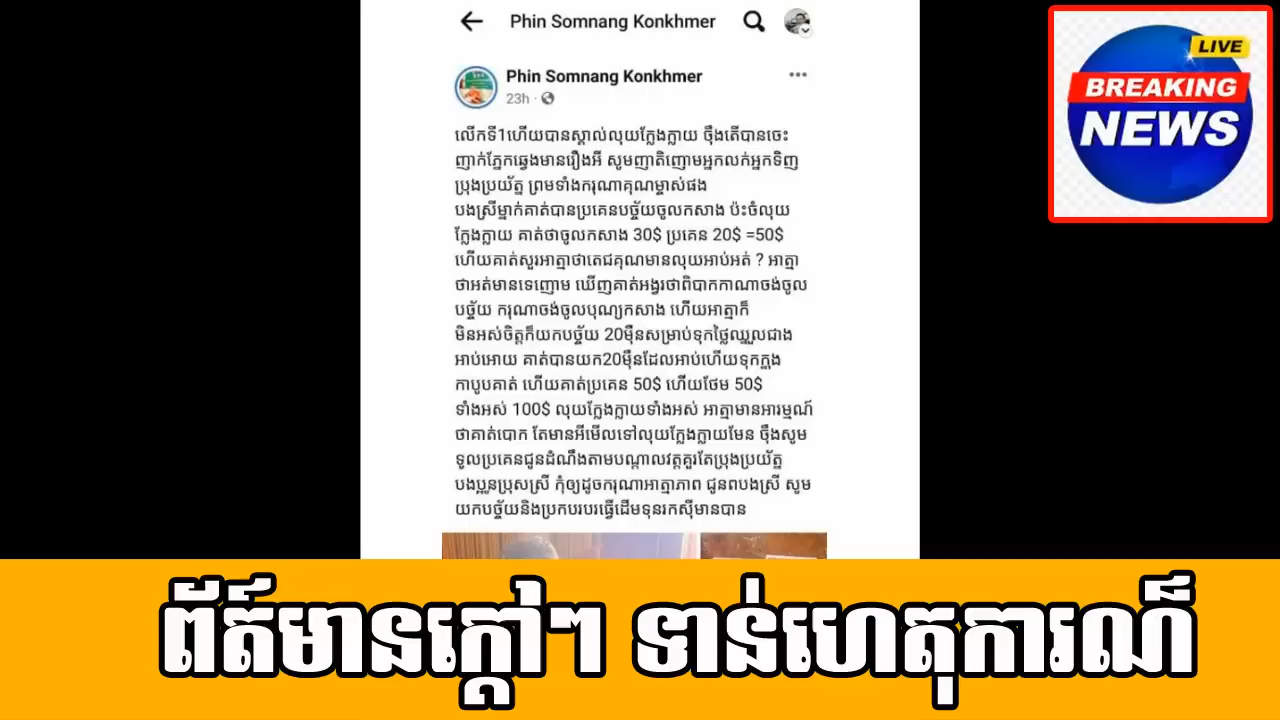 Phin Somnang Konkhmer
Phin Somnang Konkhmer
23h ·
លើកទី1ហើយបានស្គាល់លុយក្លែងក្លាយ ចុឹងតើបានចេះ
ញាក់ភ្នែកឆ្វេងមានរឿងអី សូមញាតិញោមអ្នកលក់អ្នកទិញ
ប្រុងប្រយ័ត្ន ព្រមទាំងករុណាគុណម្ចាស់ផង
បងស្រីម្នាក់គាត់បានប្រគេនបច្ច័យចូលកសាង ប៉ះចំលុយ
ក្លែងក្លាយ គាត់ថាចូលកសាង 30$ ប្រគេន 20$ =50$
ហើយគាត់សួរអាត្មាថាតេជគុណមានលុយអាប់អត់ ? អាត្មា
ថាអត់មានទេញោម ឃើញគាត់អង្វរថាពិបាកកាណាចង់ចូល
បច្ច័យ ករុណាចង់ចូលបុណ្យកសាង ហើយអាត្មាក៏
មិនអស់ចិត្តក៏យកបច្ច័យ 20ម៉ឺនសម្រាប់ទុកថ្លៃឈ្នួលជាង
អាប់អោយ គាត់បានយក20ម៉ឺនដែលអាប់ហើយទុកក្នុង
កាបូបគាត់ ហើយគាត់ប្រគេន 50$ ហើយថែម 50$
ទាំងអស់ 100$ លុយក្លែងក្លាយទាំងអស់ អាត្មាមានអារម្មណ៍
ថាគាត់បោក តែមានអីមើលទៅលុយក្លែងក្លាយមែន ចុឹងសូម
ទូលប្រគេនជូនដំណឹងតាមបណ្តាលវត្តគួរតែប្រុងប្រយ័ត្ន
បងប្អូនប្រុសស្រី កុំឲ្យដូចករុណាអាត្មាភាព ជូនពបងស្រី សូម
យកបច្ច័យនិងប្រកបរបរធ្វើដើមទុនរកស៊ីមានបាន
LIVE
BREAKING
NEWS
ព័ត៍មានក្តៅៗ ទាន់ហេតុការណ៏